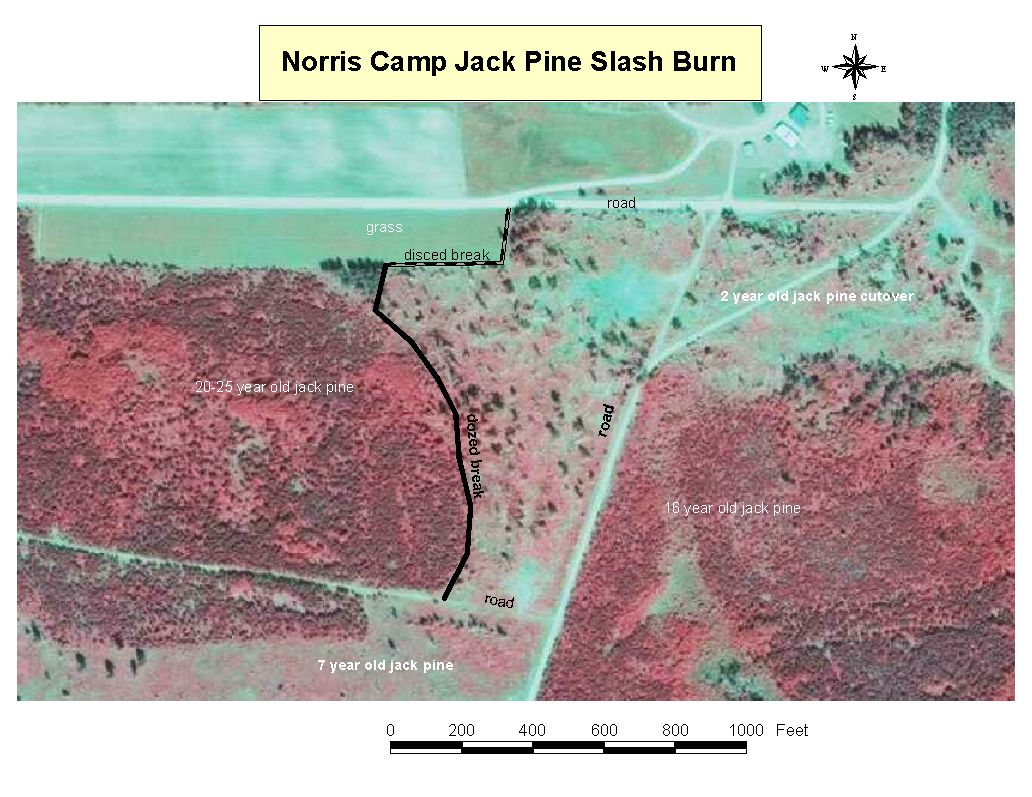 Norris Camp Jack Pine Slash Burn
N
W
E
S
road
grass
disced break
2 year old jack pine cutover
20-25 year old jack pine
road
dozed break
16 year old jack pine
road
7 year old jack pine
0 200 400 600 800 1000 Feet